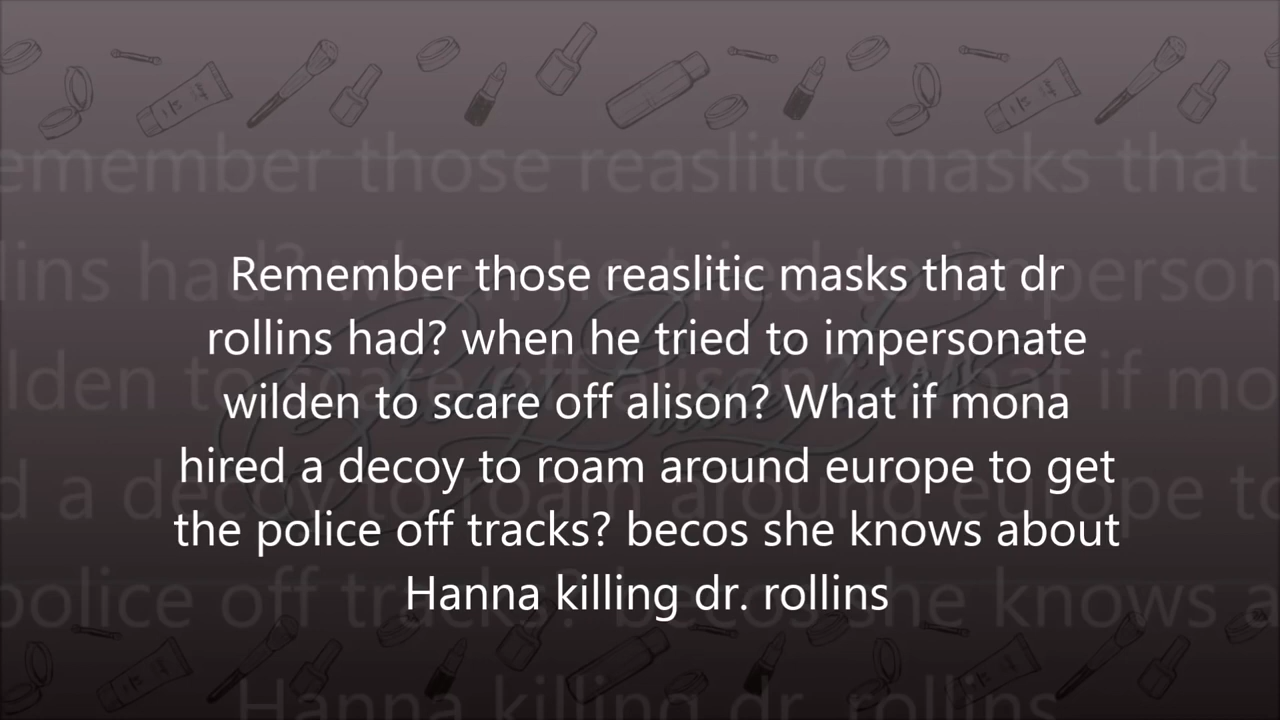 Remember those reaslitic masks that dr
rollins had? when he tried to impersonate
wilden to scare off alison? What if mona
hired a decoy to roam around europe to get
the police off tracks? becos she knows about
Hanna killing dr. rollins